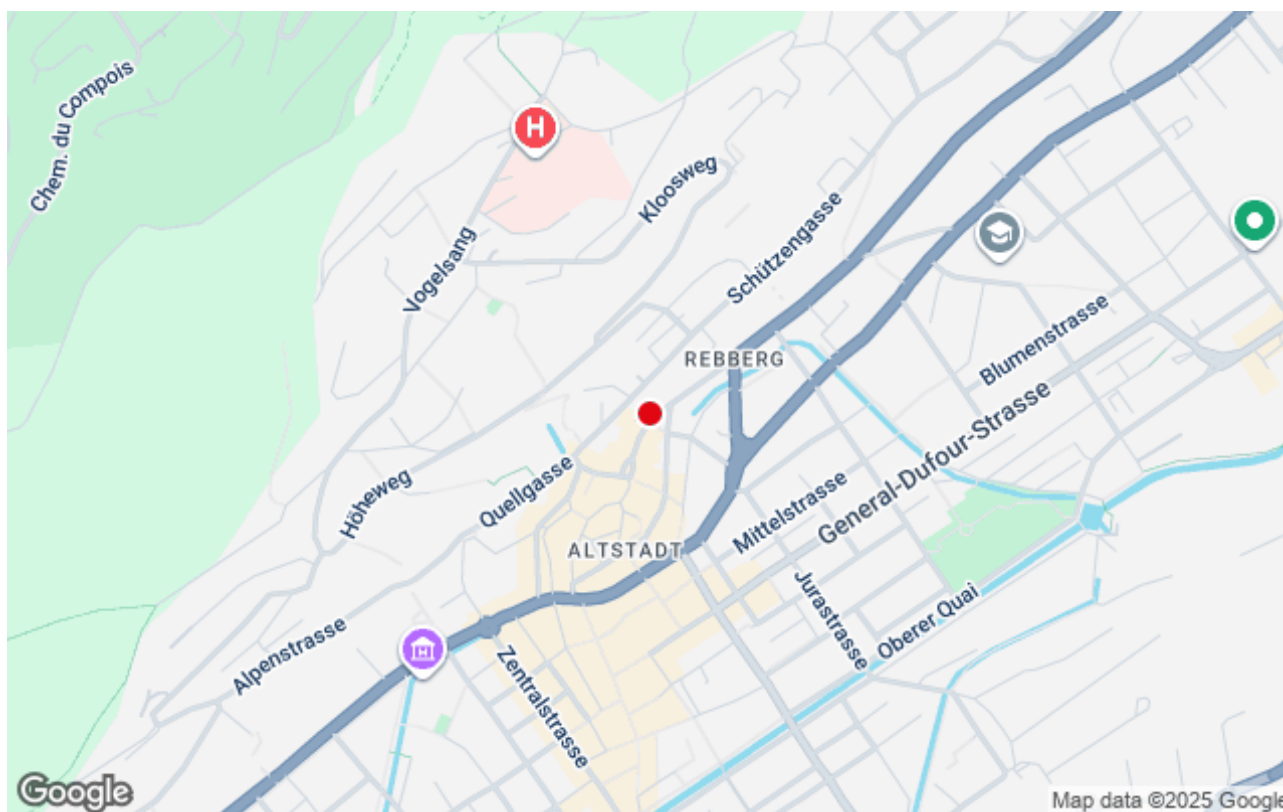 Chem. du Compois
H
Kloosweg
Vogelsang
Schützengasse
REBBERG
Blumenstrasse
General-Dufour-Strasse
Höheweg
Quellgasse
Mittelstrasse
ALTSTADT
Jurastrasse
Oberer Quai
Alpenstrasse
Zentralstrasse
Google
Map data ©2025 Google